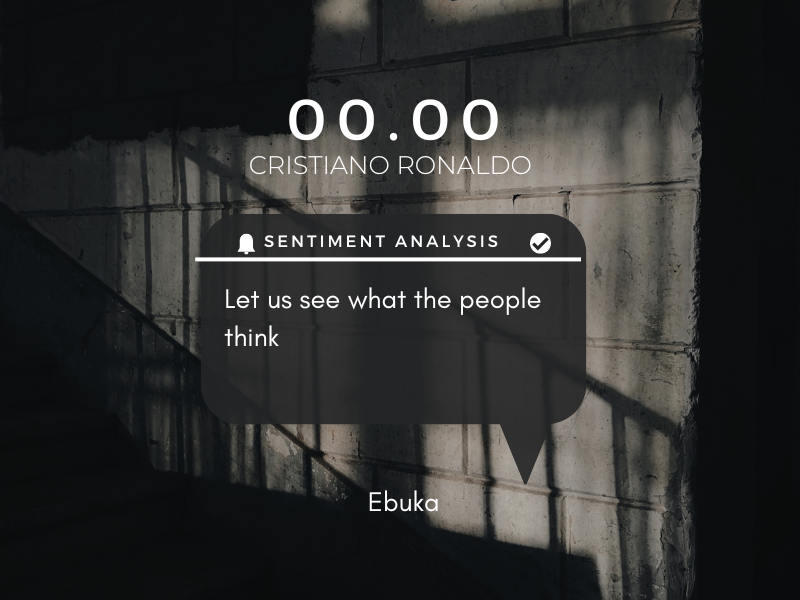 00.00
CRISTIANO RONALDO
SENTIMENT ANALYSIS
Let us see what the people
think
Ebuka